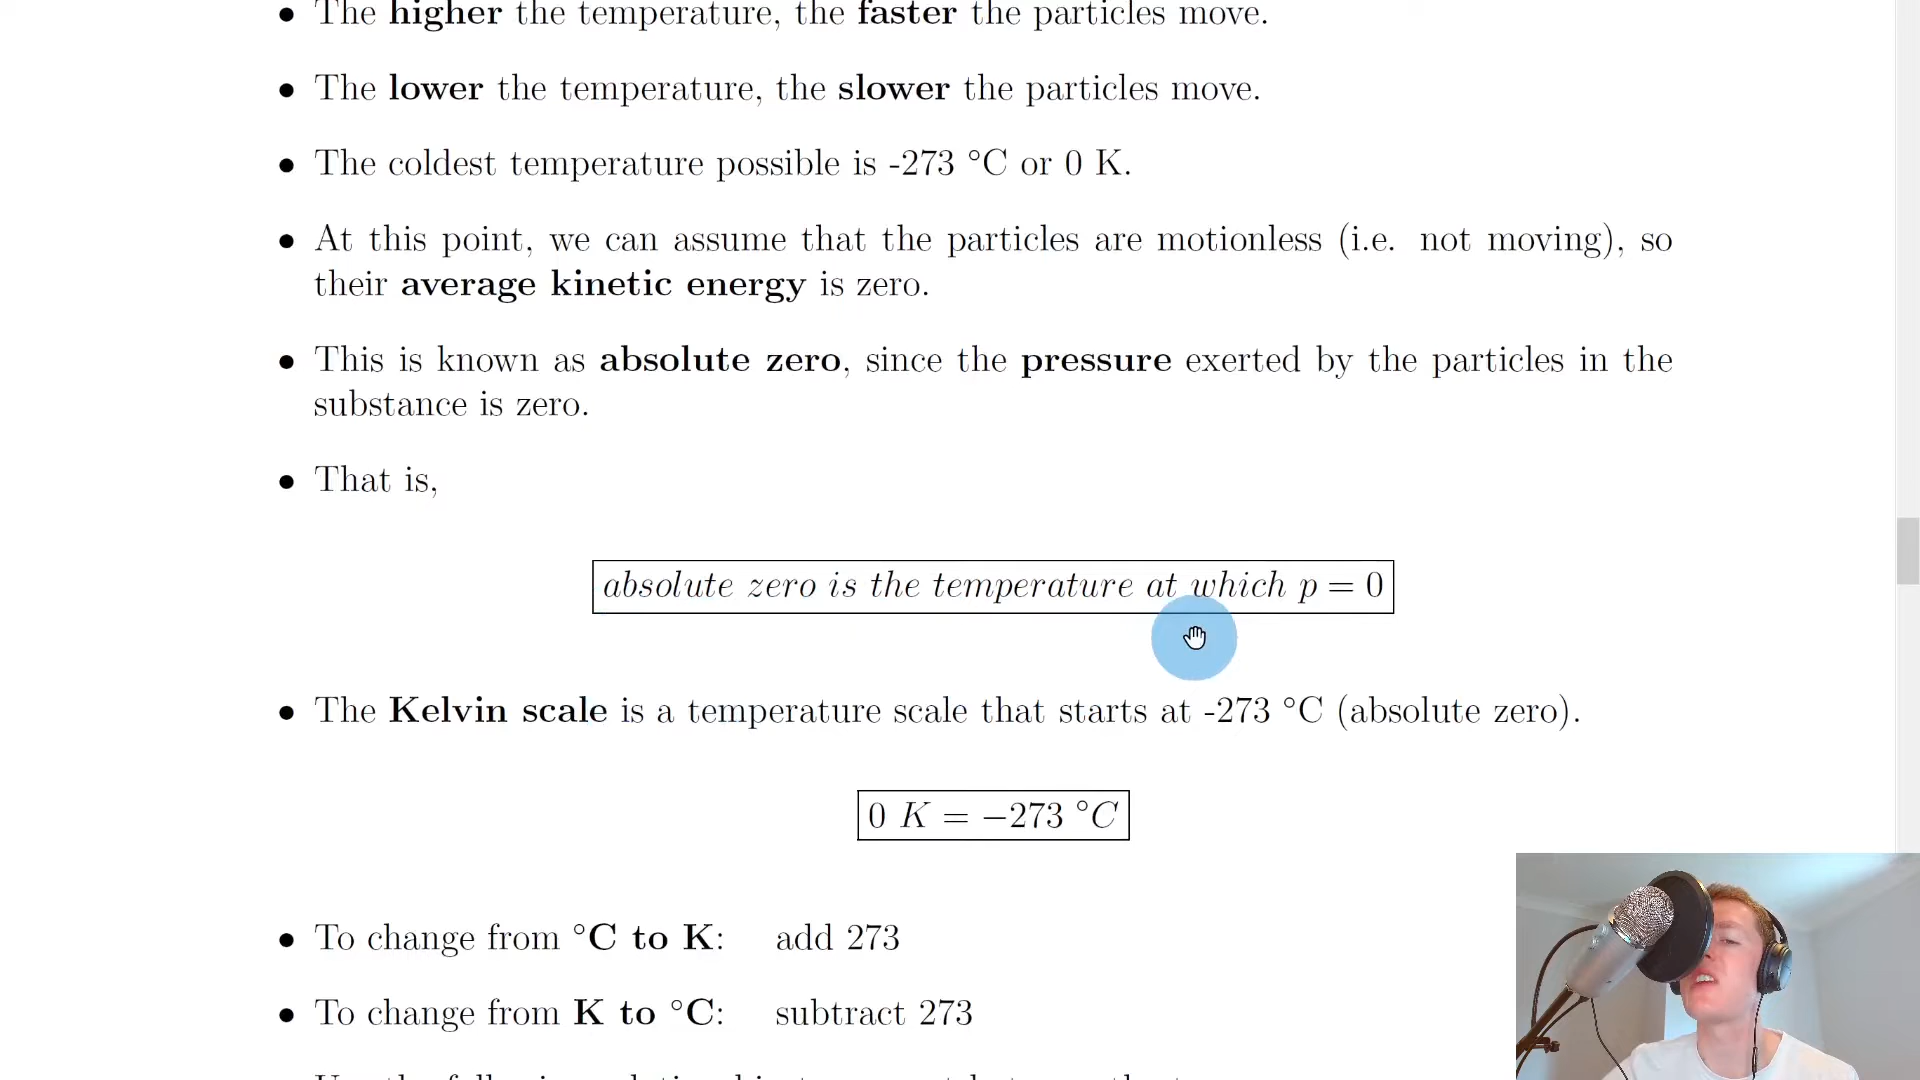 • The higher the temperature, the faster the particles move.
• The lower the temperature, the slower the particles move.
• The coldest temperature possible is -273 °C or 0 K.
• At this point, we can assume that the particles are motionless (i.e. not moving), so
their average kinetic energy is zero.
• This is known as absolute zero, since the pressure exerted by the particles in the
substance is zero.
• That is,
absolute zero is the temperature at which p = 0
• The Kelvin scale is a temperature scale that starts at -273 °C (absolute zero).
0 K = −273 °C
• To change from °C to K: add 273
• To change from K to °C: subtract 273